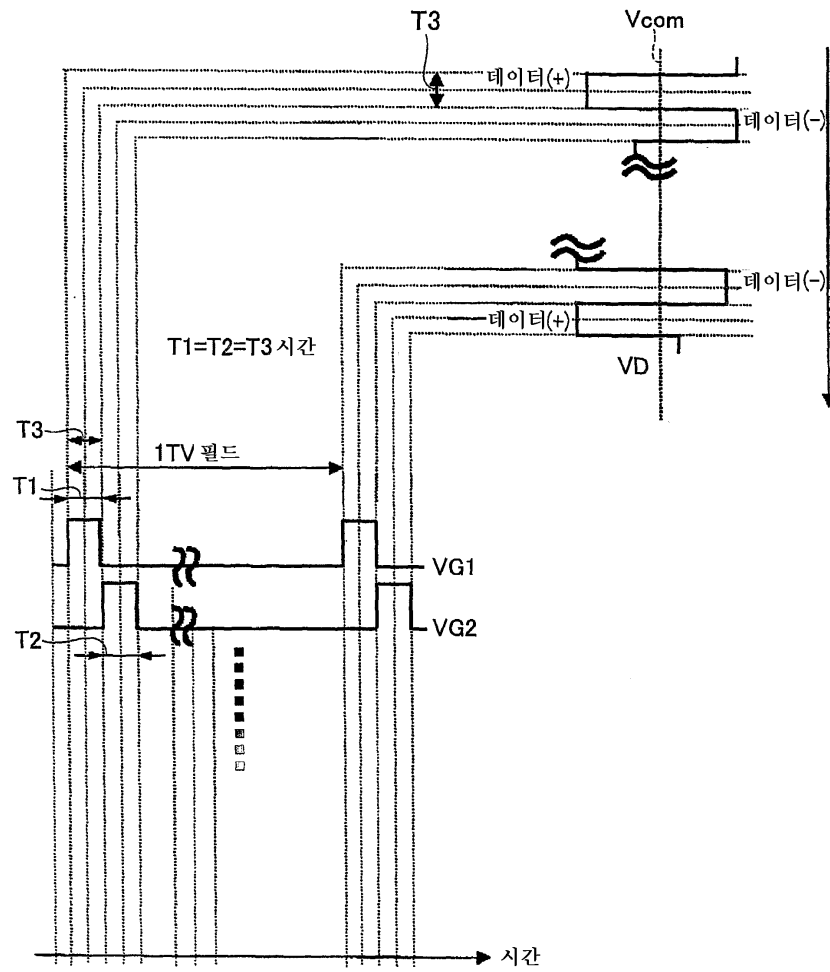 T3
Vcom
데이터(+)
데이터(-)
데이터(-)
데이터(+)
T1=T2=T3 시간
VD
T3
1TV 필드
T1
VG1
VG2
T2
시간